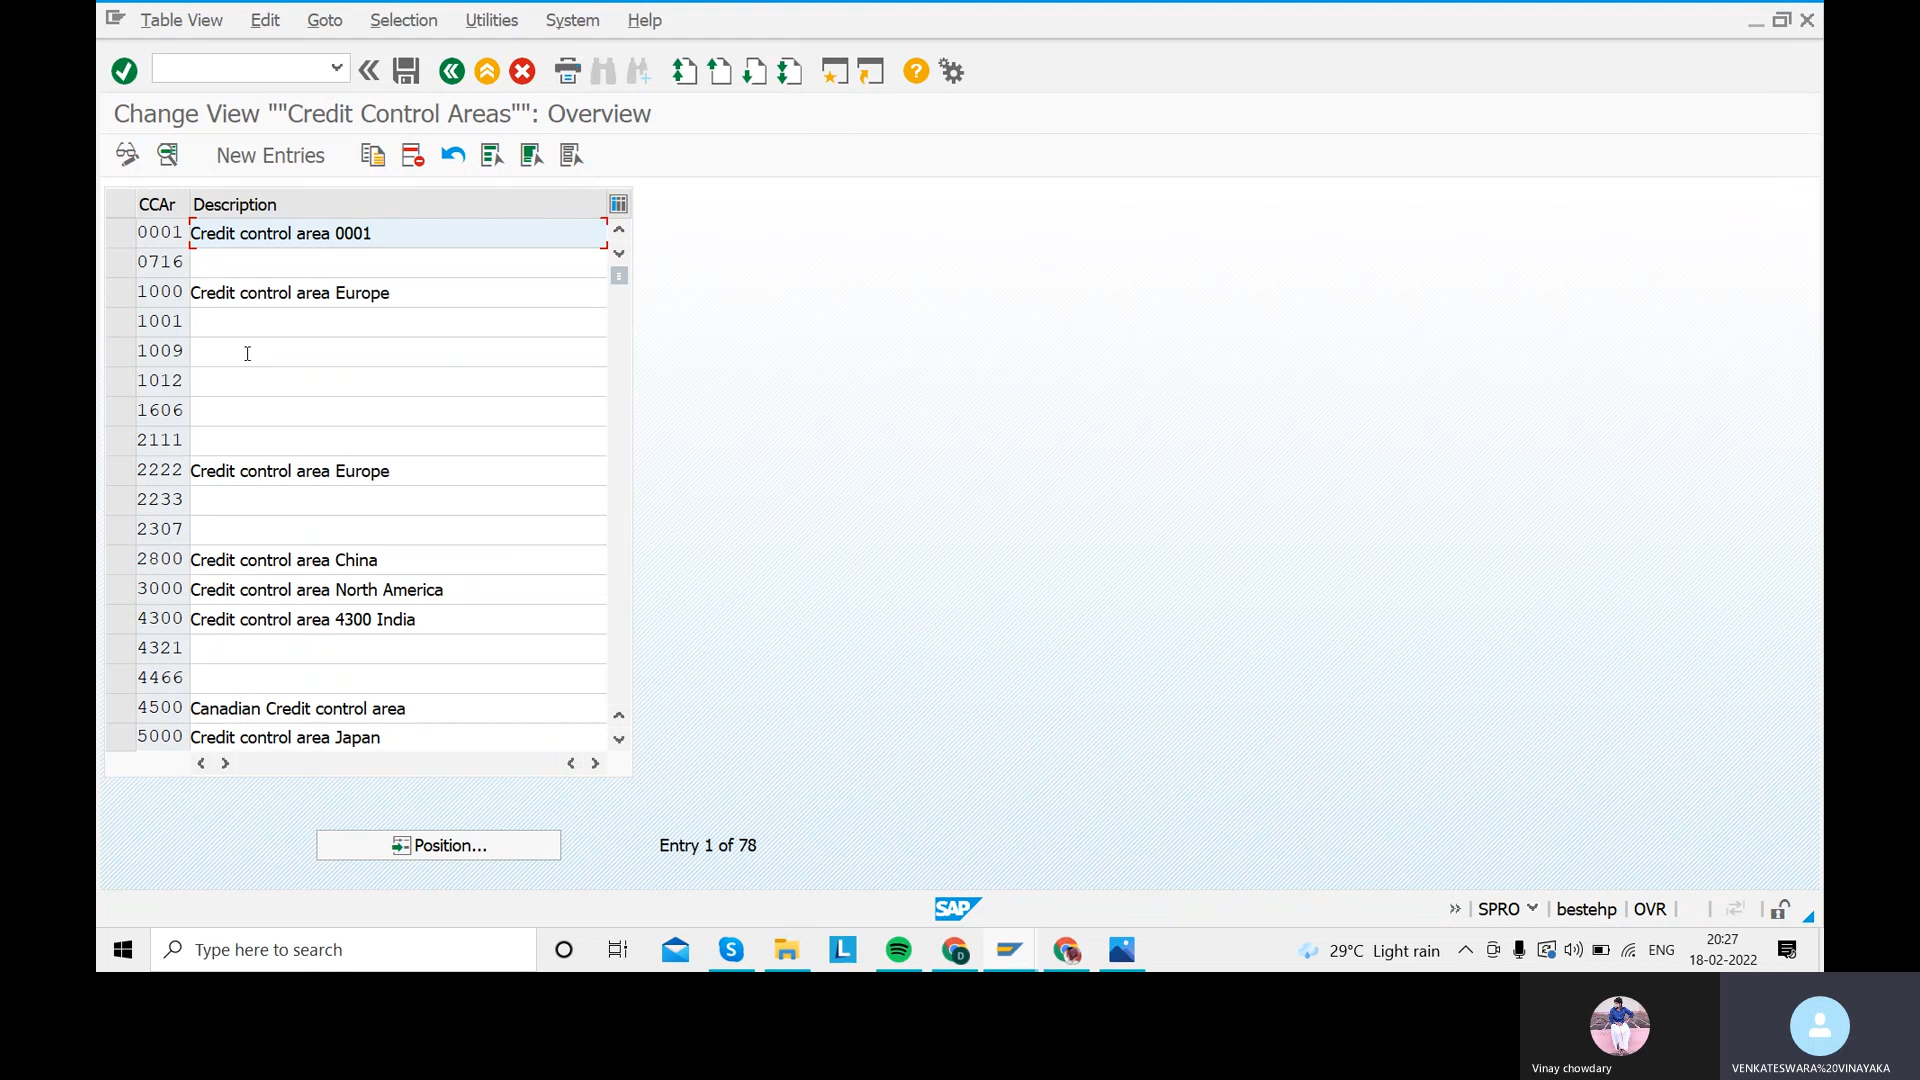 Table View Edit Goto Selection Utilities System Help
Change View ""Credit Control Areas"": Overview
New Entries
CCAr Description
0001 Credit control area 0001
0716
1000 Credit control area Europe
1001
1009
1012
1606
2111
2222 Credit control area Europe
2233
2307
2800 Credit control area China
3000 Credit control area North America
4300 Credit control area 4300 India
4321
4466
4500 Canadian Credit control area
5000 Credit control area Japan
Position... Entry 1 of 78
SAP SPRO bestehp OVR
Type here to search 29°C Light rain ENG 20:27
18-02-2022
Vinay chowdary VENKATESWARA%20VINAYAKA